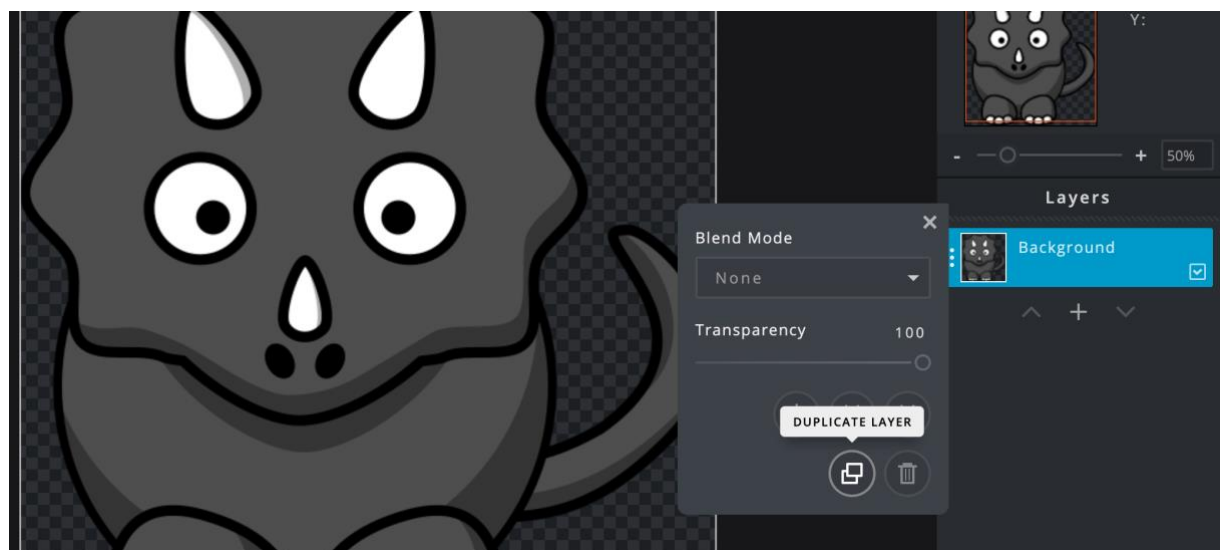 Y:
- + 50%
Layers
Background
Blend Mode
None
Transparency 100
DUPLICATE LAYER